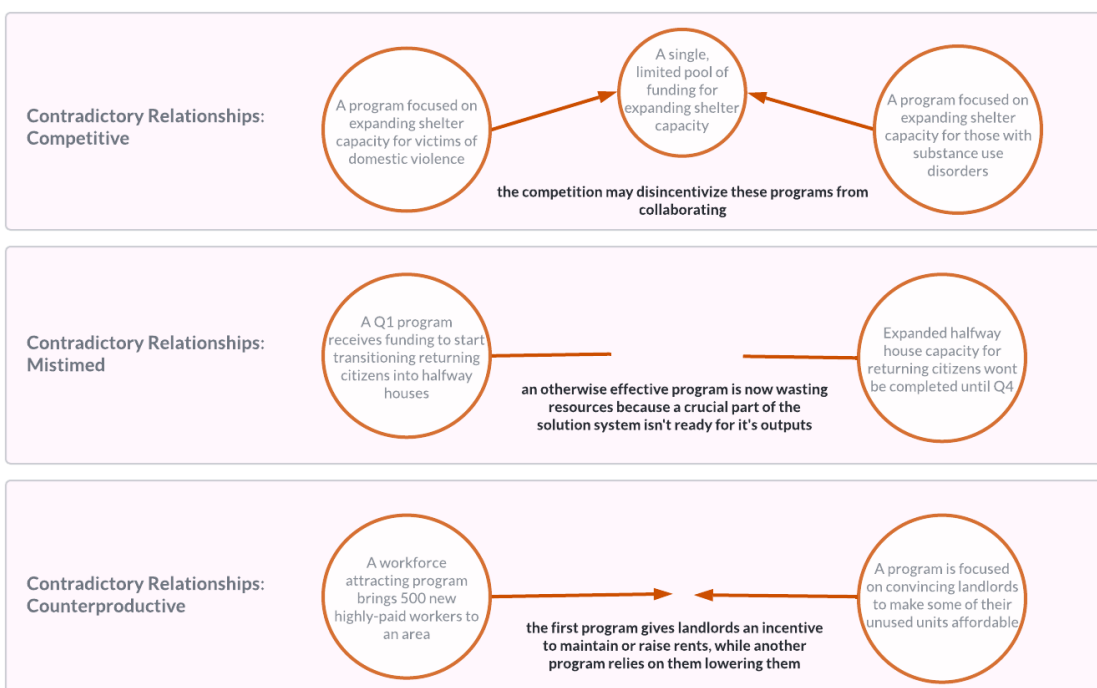 Contradictory Relationships:
Competitive
A program focused on
expanding shelter
capacity for victims of
domestic violence
A single,
limited pool of
funding for
expanding shelter
capacity
A program focused on
expanding shelter
capacity for those with
substance use
disorders
the competition may disincentivize these programs from
collaborating
Contradictory Relationships:
Mistimed
A Q1 program
receives funding to start
transitioning returning
citizens into halfway
houses
Expanded halfway
house capacity for
returning citizens wont
be completed until Q4
an otherwise effective program is now wasting
resources because a crucial part of the
solution system isn't ready for it's outputs
Contradictory Relationships:
Counterproductive
A workforce
attracting program
brings 500 new
highly-paid workers to
an area
A program is focused
on convincing landlords
to make some of their
unused units affordable
the first program gives landlords an incentive
to maintain or raise rents, while another
program relies on them lowering them